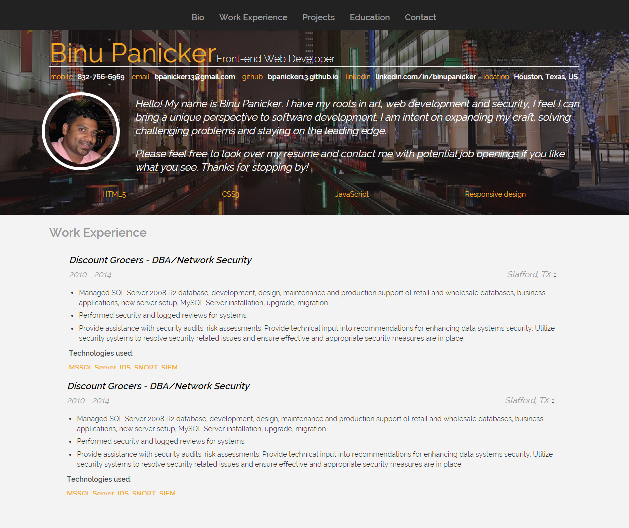 Bio Work Experience Projects Education Contact
Binu Panicker Front-end Web Developer
mobile 832-766-6969 email bpanicker13@gmail.com github bpanicker13.github.io linkedin linkedin.com/in/binupanicker location Houston, Texas, US
Hello! My name is Binu Panicker. I have my roots in art, web development and security, I feel I can
bring a unique perspective to software development. I am intent on expanding my craft, solving
challenging problems and staying on the leading edge.
Please feel free to look over my resume and contact me with potential job openings if you like
what you see. Thanks for stopping by!
HTML5 CSS3 JavaScript Responsive design
Work Experience
Discount Grocers - DBA/Network Security
2010 - 2014 Stafford, TX
• Managed SQL Server 2008 R2 database, development, design, maintenance and production support of retail and wholesale databases, business
applications, new server setup, MySQL Server installation, upgrade, migration.
• Performed security and logged reviews for systems.
• Provide assistance with security audits, risk assessments. Provide technical input into recommendations for enhancing data systems security. Utilize
security systems to resolve security related issues and ensure effective and appropriate security measures are in place
Technologies used:
MSSQL Server, IDS, SNORT, SIEM
Discount Grocers - DBA/Network Security
2010 - 2014 Stafford, TX
• Managed SQL Server 2008 R2 database, development, design, maintenance and production support of retail and wholesale databases, business
applications, new server setup, MySQL Server installation, upgrade, migration.
• Performed security and logged reviews for systems
• Provide assistance with security audits, risk assessments. Provide technical input into recommendations for enhancing data systems security. Utilize
security systems to resolve security related issues and ensure effective and appropriate security measures are in place
Technologies used:
MSSQL Server, IDS, SNORT, SIEM